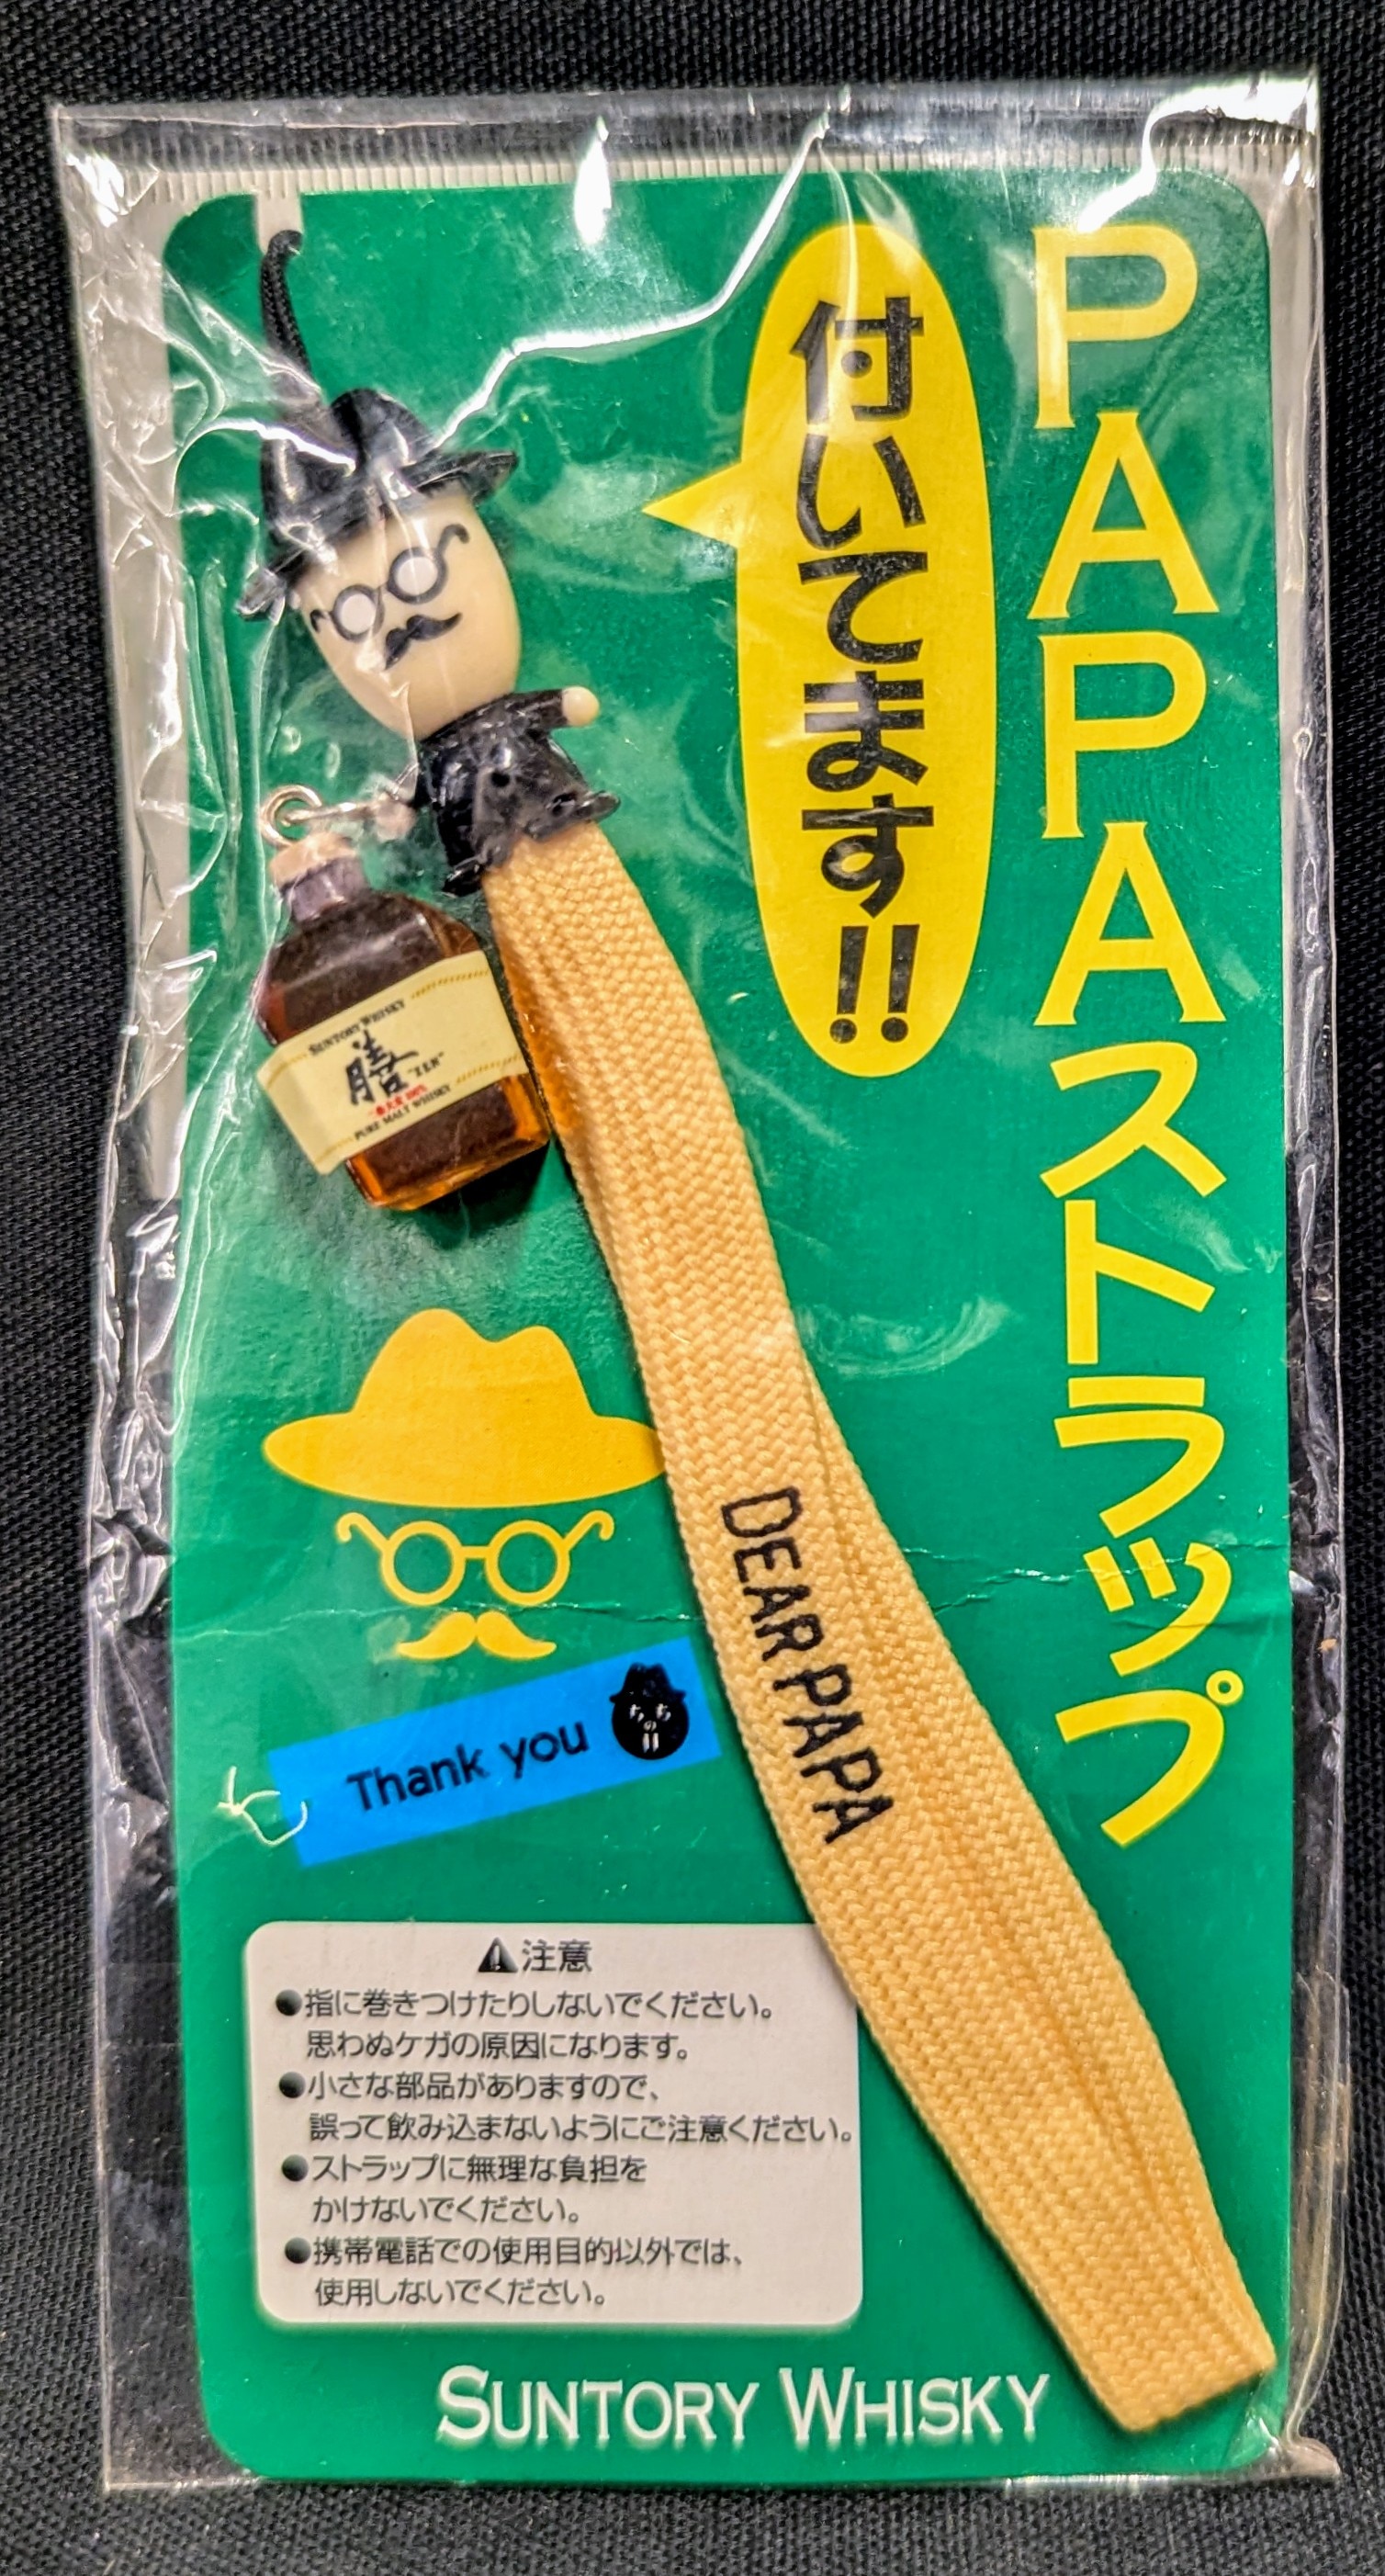 PAPAストラップ
付いてます!!
SUNTORY WHISKY
膳
"ZEN"
PURE MALT WHISKY
DEAR PAPA
Thank you
⚠注意
●指に巻きつけたりしないでください。
思わぬケガの原因になります。
●小さな部品がありますので、
誤って飲み込まないようにご注意ください。
●ストラップに無理な負担を
かけないでください。
●携帯電話での使用目的以外では、
使用しないでください。
SUNTORY WHISKY